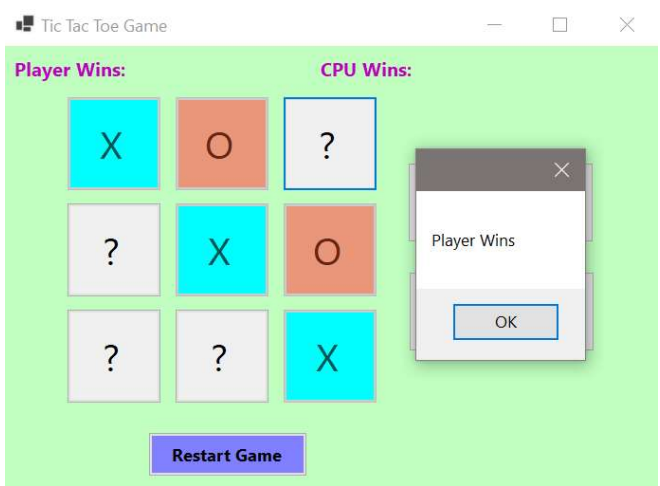 Tic Tac Toe Game
Player Wins:
CPU Wins:
X O ?
? X O
? ? X
Player Wins
OK
Restart Game